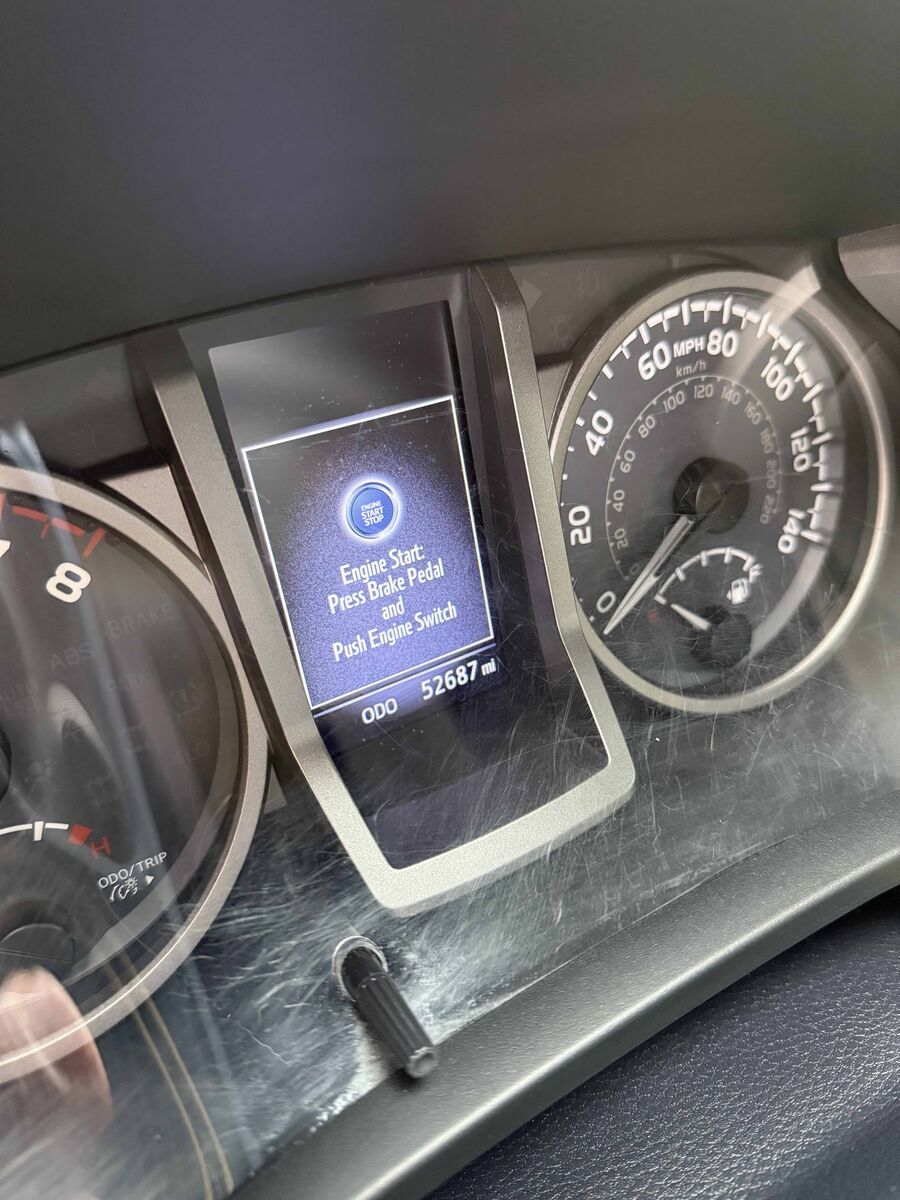 ENGINE
START
STOP
Engine Start:
Press Brake Pedal
and
Push Engine Switch
ODO 52687 mi
8
ABS BRAKE
H
ODO/TRIP
0
20
40
60 MPH 80
100
120
140
km/h
20
40
60
80
100
120
140
160
180
200
220